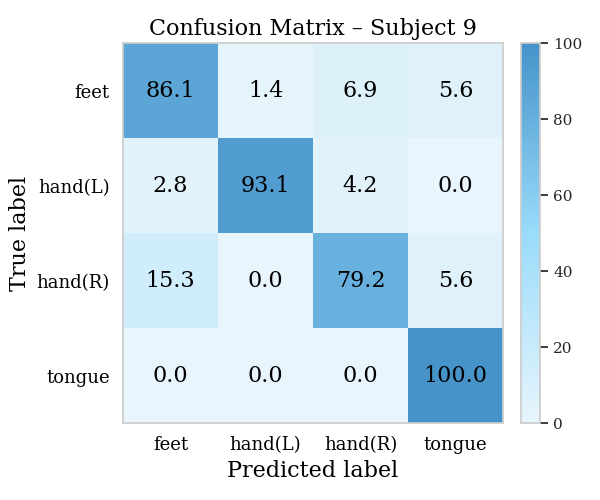 Confusion Matrix – Subject 9
feet 86.1 1.4 6.9 5.6
hand(L) 2.8 93.1 4.2 0.0
hand(R) 15.3 0.0 79.2 5.6
tongue 0.0 0.0 0.0 100.0
feet hand(L) hand(R) tongue
Predicted label
True label
100
80
60
40
20
0